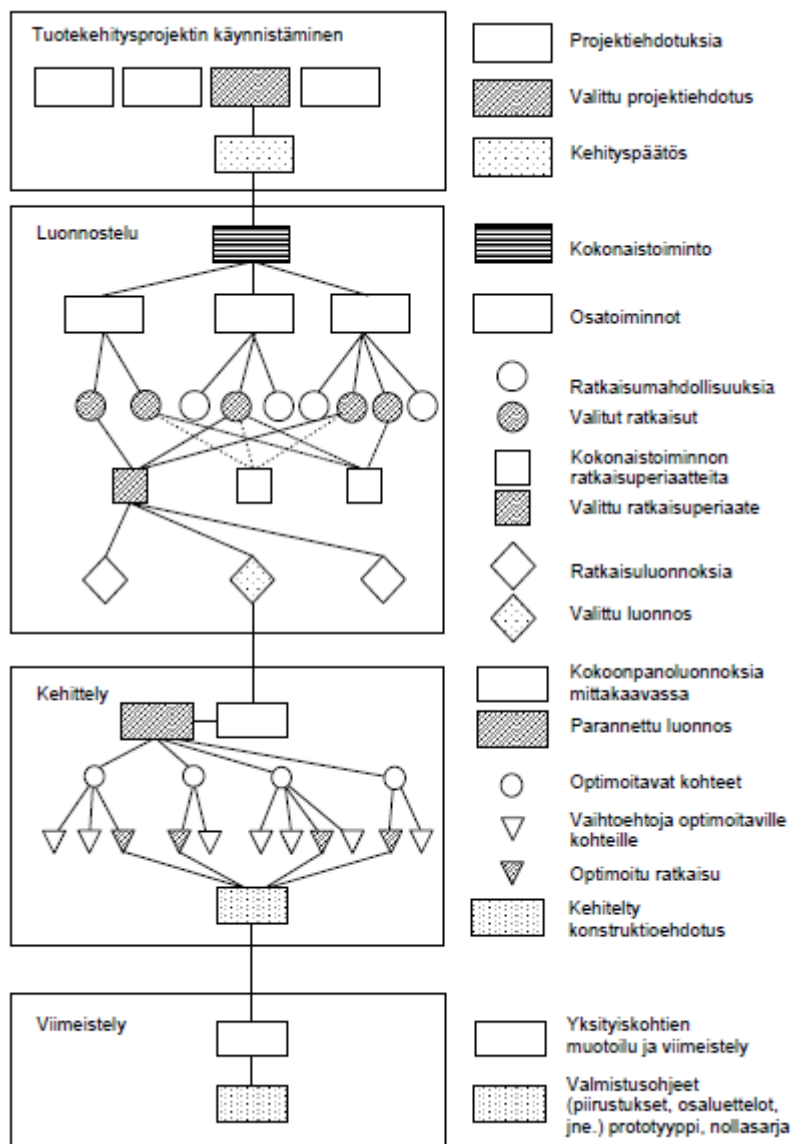 Tuotekehitysprojektin käynnistäminen
Projektiehdotuksia
Valittu projektiehdotus
Kehityspäätös
Luonnostelu
Kokonaistoiminto
Osatoiminnot
Ratkaisumahdollisuuksia
Valitut ratkaisut
Kokonaistoiminnon
ratkaisuperiaatteita
Valittu ratkaisuperiaate
Ratkaisuluonnoksia
Valittu luonnos
Kehittely
Kokoonpanoluonnoksia
mittakaavassa
Parannettu luonnos
Optimoitavat kohteet
Vaihtoehtoja optimoitaville
kohteille
Optimoitu ratkaisu
Kehitelty
konstruktioehdotus
Viimeistely
Yksityiskohtien
muotoilu ja viimeistely
Valmistusohjeet
(piirustukset, osaluettelot,
jne.) prototyyppi, nollasarja